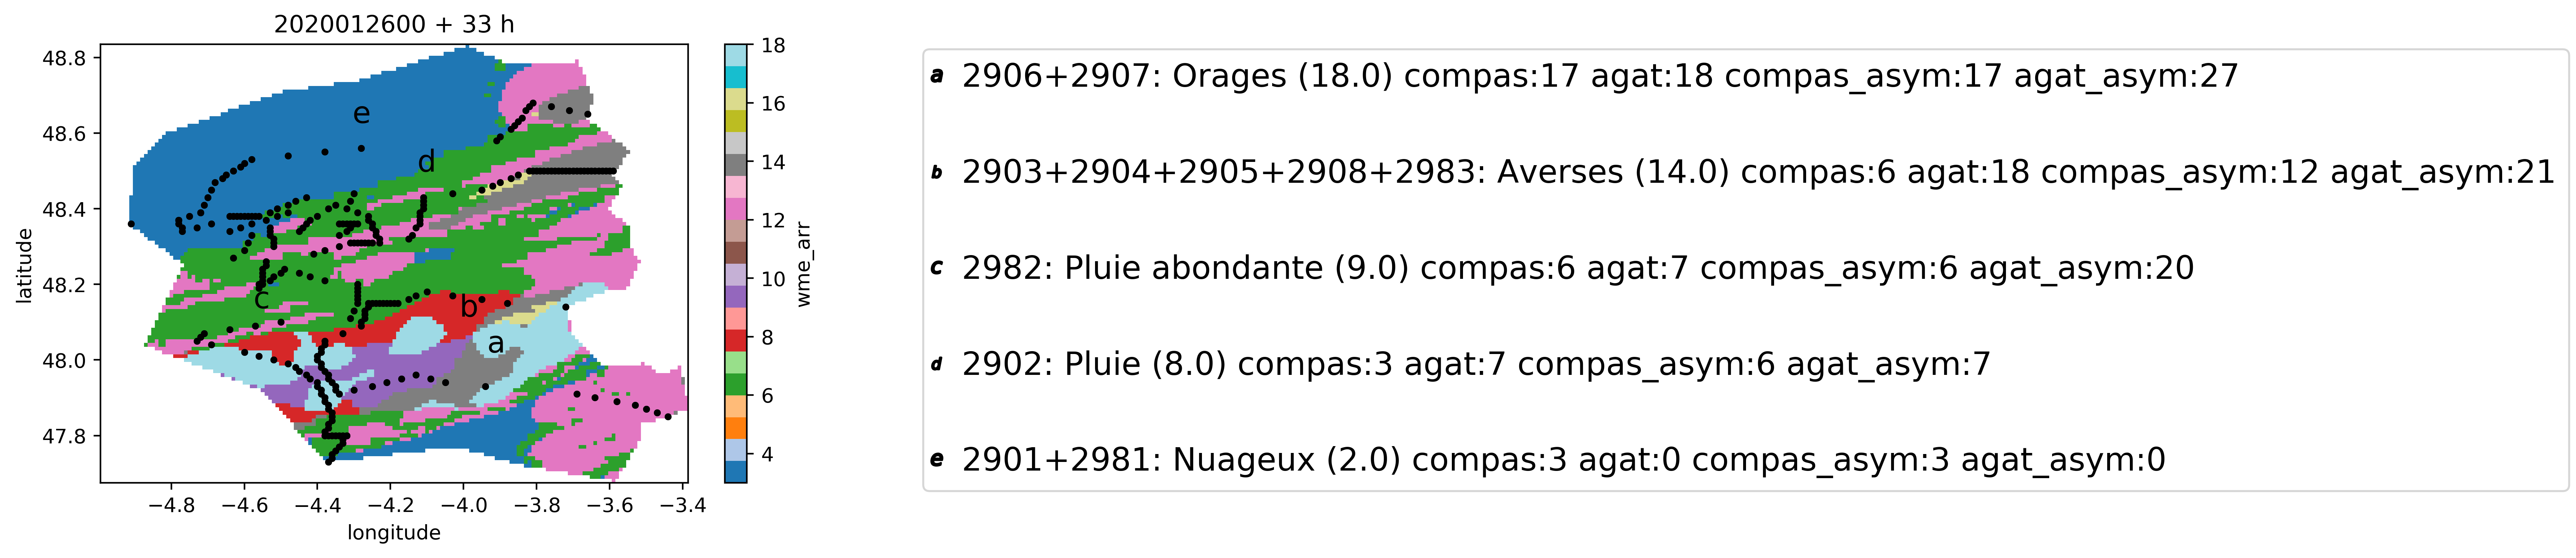 2020012600 + 33 h
48.8
48.6
48.4
48.2
48.0
47.8
latitude
−4.8 −4.6 −4.4 −4.2 −4.0 −3.8 −3.6 −3.4
longitude
e
d
c
b
a
18
16
14
12
10
8
6
4
wme_arr
a 2906+2907: Orages (18.0) compas:17 agat:18 compas_asym:17 agat_asym:27
b 2903+2904+2905+2908+2983: Averses (14.0) compas:6 agat:18 compas_asym:12 agat_asym:21
c 2982: Pluie abondante (9.0) compas:6 agat:7 compas_asym:6 agat_asym:20
d 2902: Pluie (8.0) compas:3 agat:7 compas_asym:6 agat_asym:7
e 2901+2981: Nuageux (2.0) compas:3 agat:0 compas_asym:3 agat_asym:0